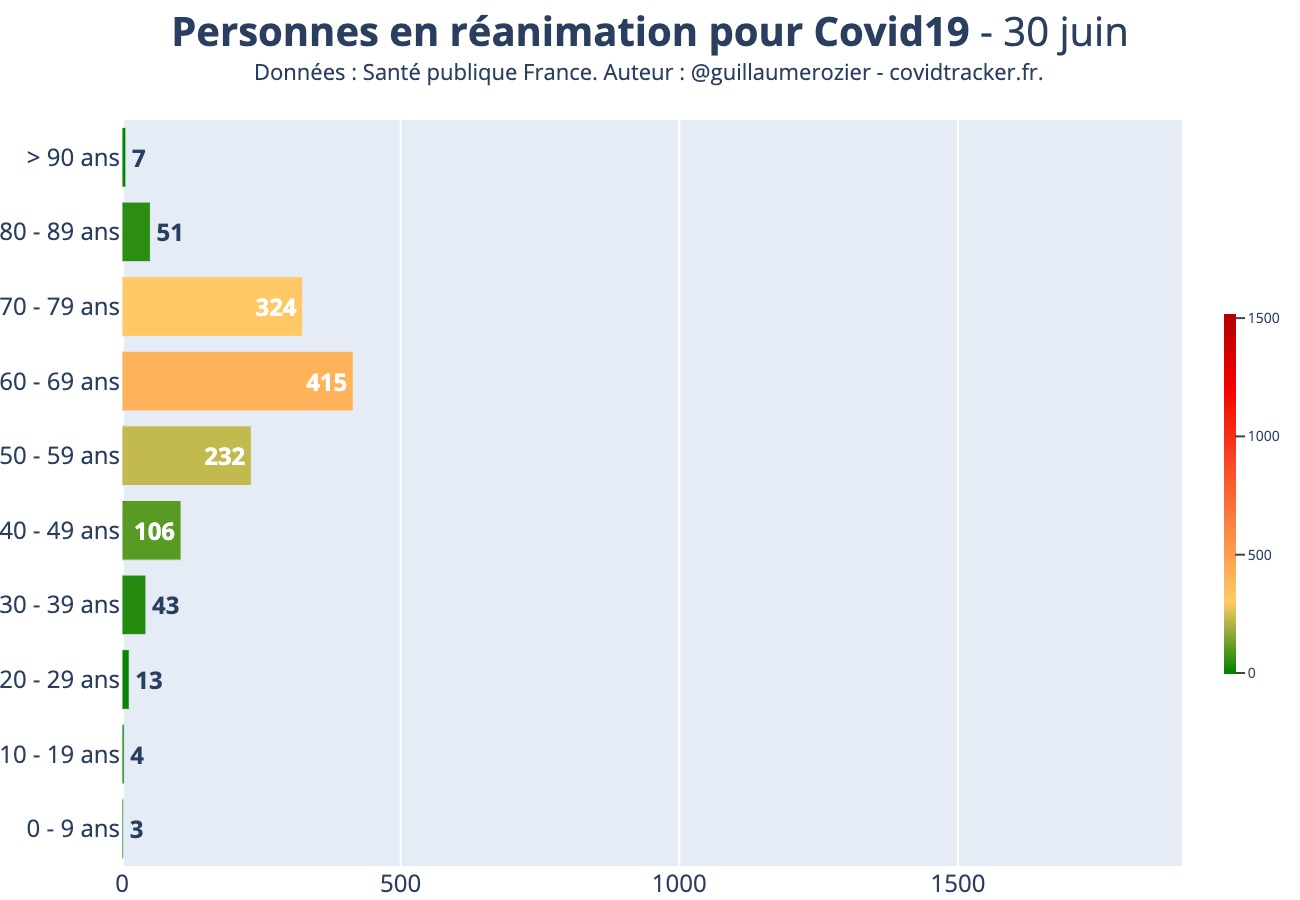 Personnes en réanimation pour Covid19 - 30 juin
Données : Santé publique France. Auteur : @guillaumerozier - covidtracker.fr.
> 90 ans 7
80 - 89 ans 51
70 - 79 ans 324
60 - 69 ans 415
50 - 59 ans 232
40 - 49 ans 106
30 - 39 ans 43
20 - 29 ans 13
10 - 19 ans 4
0 - 9 ans 3
0 500 1000 1500
1500
1000
500
0